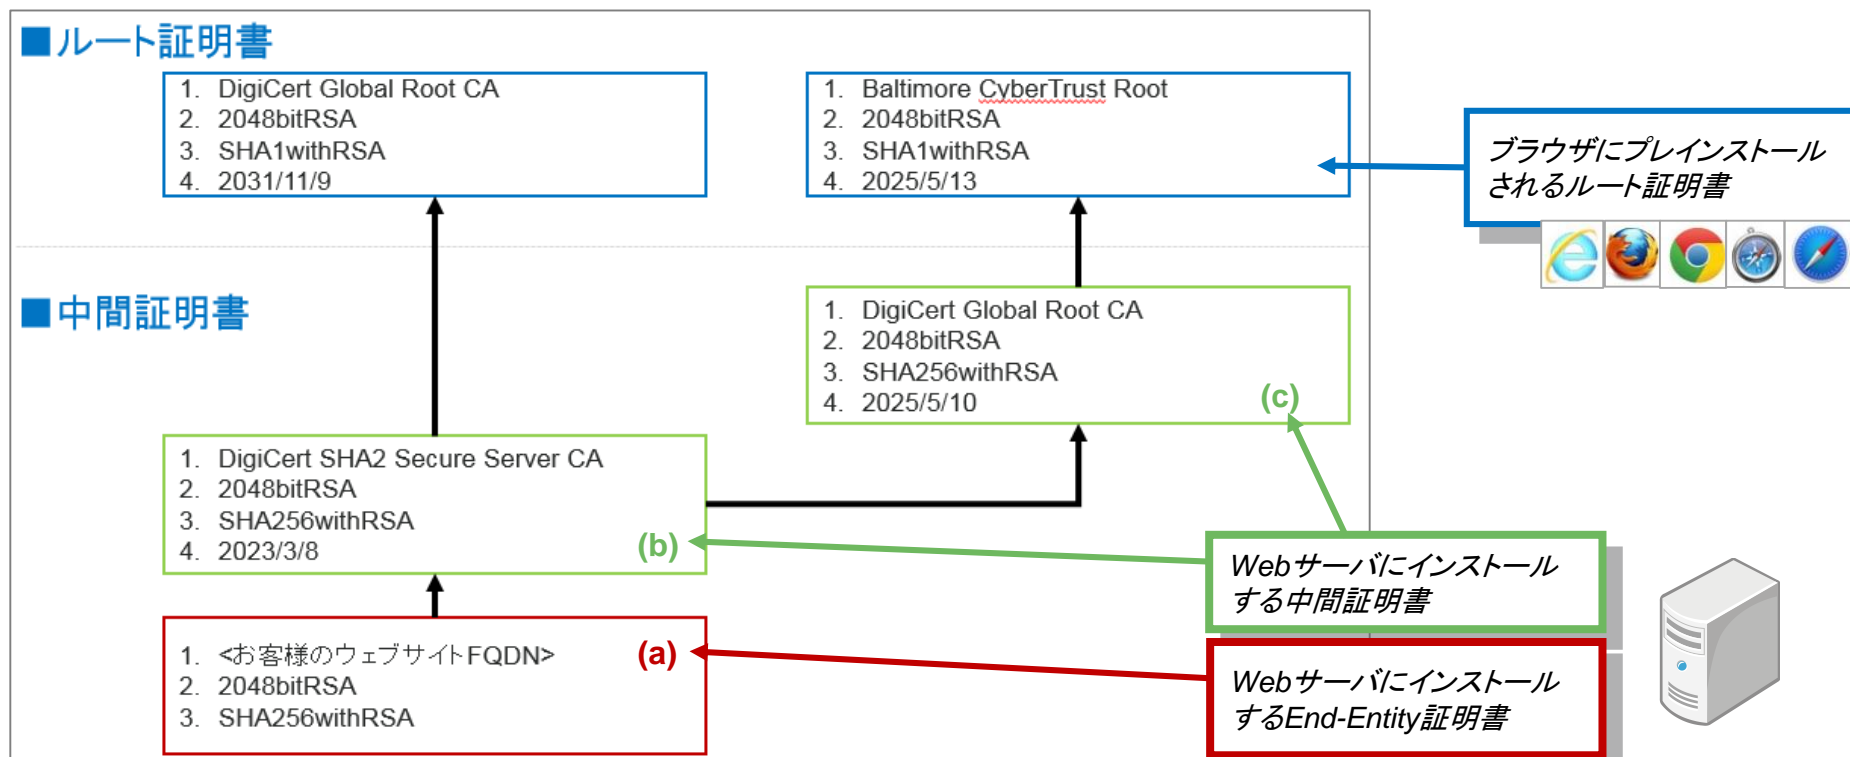 ■ルート証明書
1. DigiCert Global Root CA
2. 2048bitRSA
3. SHA1withRSA
4. 2031/11/9
1. Baltimore CyberTrust Root
2. 2048bitRSA
3. SHA1withRSA
4. 2025/5/13
ブラウザにプレインストール
されるルート証明書
■中間証明書
1. DigiCert Global Root CA
2. 2048bitRSA
3. SHA256withRSA
4. 2025/5/10
(c)
1. DigiCert SHA2 Secure Server CA
2. 2048bitRSA
3. SHA256withRSA
4. 2023/3/8
(b)
Webサーバにインストール
する中間証明書
1. <お客様のウェブサイトFQDN>
2. 2048bitRSA
3. SHA256withRSA
(a)
Webサーバにインストール
するEnd-Entity証明書